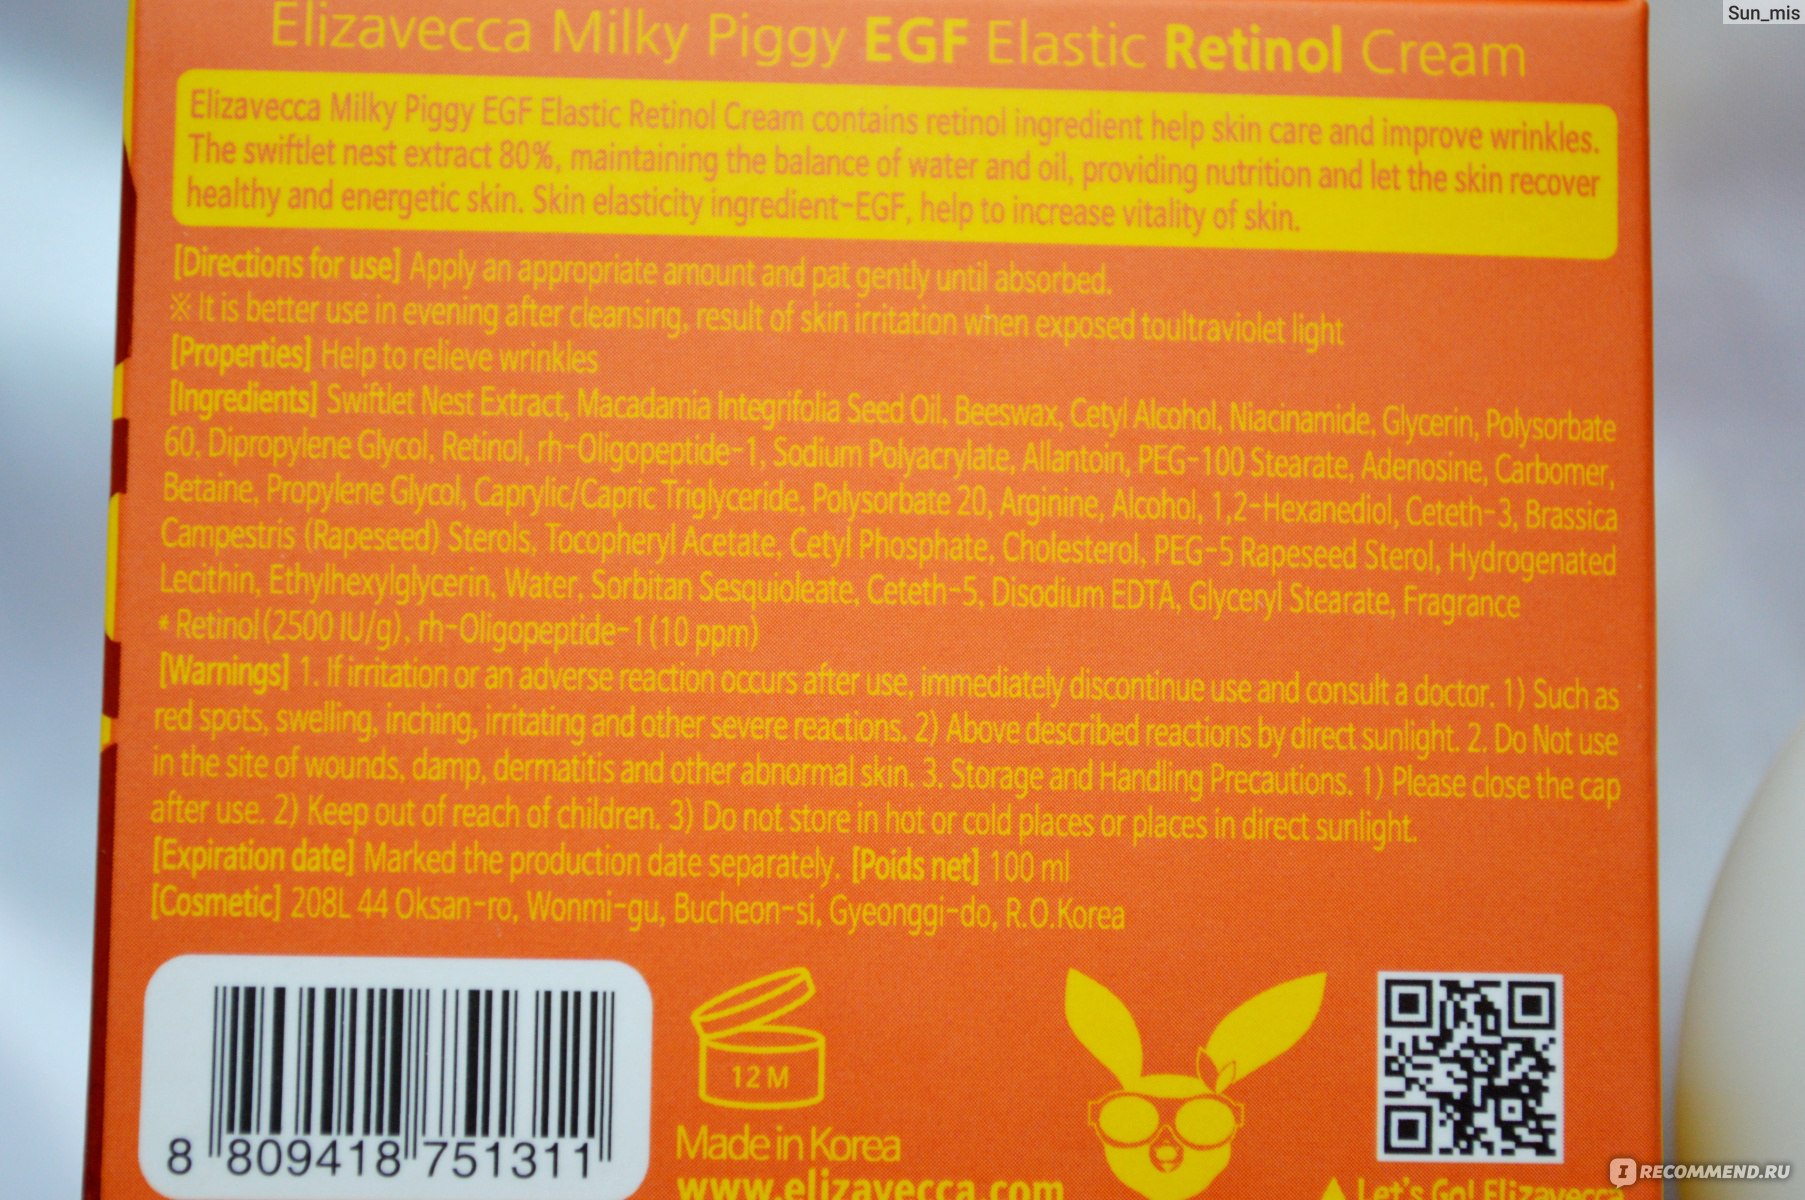 Sun_mis
Elizavecca Milky Piggy EGF Elastic Retinol Cream
Elizavecca Milky Piggy EGF Elastic Retinol Cream contains retinol ingredient help skin care and improve wrinkles.
The swiftlet nest extract 80%, maintaining the balance of water and oil, providing nutrition and let the skin recover
healthy and energetic skin. Skin elasticity ingredient-EGF, help to increase vitality of skin.
[Directions for use] Apply an appropriate amount and pat gently until absorbed.
※ It is better use in evening after cleansing, result of skin irritation when exposed toultraviolet light
[Properties] Help to relieve wrinkles
[Ingredients] Swiftlet Nest Extract, Macadamia Integrifolia Seed Oil, Beeswax, Cetyl Alcohol, Niacinamide, Glycerin, Polysorbate
60, Dipropylene Glycol, Retinol, rh-Oligopeptide-1, Sodium Polyacrylate, Allantoin, PEG-100 Stearate, Adenosine, Carbomer,
Betaine, Propylene Glycol, Caprylic/Capric Triglyceride, Polysorbate 20, Arginine, Alcohol, 1,2-Hexanediol, Ceteth-3, Brassica
Campestris (Rapeseed) Sterols, Tocopheryl Acetate, Cetyl Phosphate, Cholesterol, PEG-5 Rapeseed Sterol, Hydrogenated
Lecithin, Ethylhexylglycerin, Water, Sorbitan Sesquioleate, Ceteth-5, Disodium EDTA, Glyceryl Stearate, Fragrance
* Retinol (2500 IU/g), rh-Oligopeptide-1 (10 ppm)
[Warnings] 1. If irritation or an adverse reaction occurs after use, immediately discontinue use and consult a doctor. 1) Such as
red spots, swelling, inching, irritating and other severe reactions. 2) Above described reactions by direct sunlight. 2. Do Not use
in the site of wounds, damp, dermatitis and other abnormal skin. 3. Storage and Handling Precautions. 1) Please close the cap
after use. 2) Keep out of reach of children. 3) Do not store in hot or cold places or places in direct sunlight.
[Expiration date] Marked the production date separately. [Poids net] 100 ml
[Cosmetic] 208L 44 Oksan-ro, Wonmi-gu, Bucheon-si, Gyeonggi-do, R.O.Korea
12 M
8 809418 751311
Made in Korea
www.elizavecca.com
Let's Go! Elizavecca
IRECOMMEND.RU